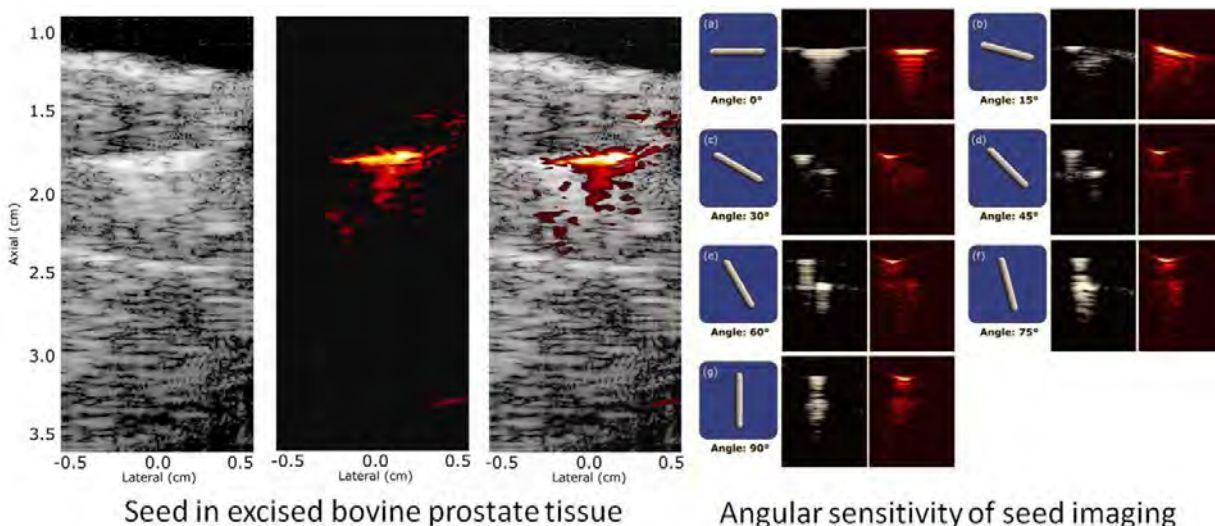 1.0
1.5
2.0
2.5
3.0
3.5
Axial (cm)
-0.5 0.0 0.5
Lateral (cm)
-0.5 0.0 0.5
Lateral (cm)
-0.5 0.0 0.5
Lateral (cm)
Seed in excised bovine prostate tissue
(a)
Angle: 0°
(b)
Angle: 15°
(c)
Angle: 30°
(d)
Angle: 45°
(e)
Angle: 60°
(f)
Angle: 75°
(g)
Angle: 90°
Angular sensitivity of seed imaging